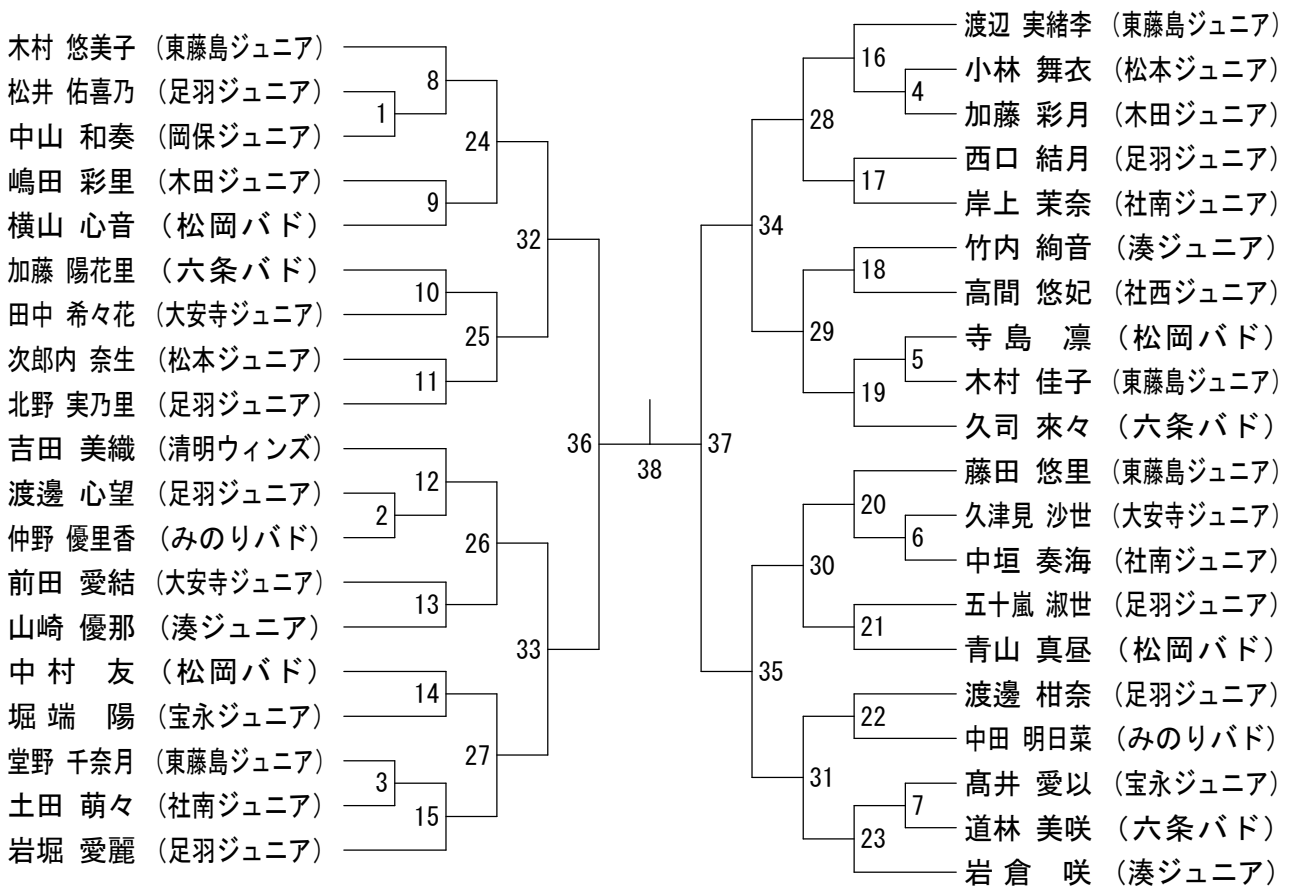 木村 悠美子 （東藤島ジュニア）
松井 佑喜乃 （足羽ジュニア）
中山 和奏 （岡保ジュニア）
嶋田 彩里 （木田ジュニア）
横山 心音 （松岡バド）
加藤 陽花里 （六条バド）
田中 希々花 （大安寺ジュニア）
次郎内 奈生 （松本ジュニア）
北野 実乃里 （足羽ジュニア）
吉田 美織 （清明ウィンズ）
渡邊 心望 （足羽ジュニア）
仲野 優里香 （みのりバド）
前田 愛結 （大安寺ジュニア）
山崎 優那 （湊ジュニア）
中村 友 （松岡バド）
堀端 陽 （宝永ジュニア）
堂野 千奈月 （東藤島ジュニア）
土田 萌々 （社南ジュニア）
岩堀 愛麗 （足羽ジュニア）
1
2
3
8
9
10
11
12
13
14
15
24
25
26
27
32
33
36
38
37
34
35
28
29
30
31
16
17
18
19
20
21
22
23
4
5
6
7
渡辺 実緒李 （東藤島ジュニア）
小林 舞衣 （松本ジュニア）
加藤 彩月 （木田ジュニア）
西口 結月 （足羽ジュニア）
岸上 茉奈 （社南ジュニア）
竹内 絢音 （湊ジュニア）
高間 悠妃 （社西ジュニア）
寺島 凛 （松岡バド）
木村 佳子 （東藤島ジュニア）
久司 來々 （六条バド）
藤田 悠里 （東藤島ジュニア）
久津見 沙世 （大安寺ジュニア）
中垣 奏海 （社南ジュニア）
五十嵐 淑世 （足羽ジュニア）
青山 真昼 （松岡バド）
渡邊 柑奈 （足羽ジュニア）
中田 明日菜 （みのりバド）
髙井 愛以 （宝永ジュニア）
道林 美咲 （六条バド）
岩倉 咲 （湊ジュニア）